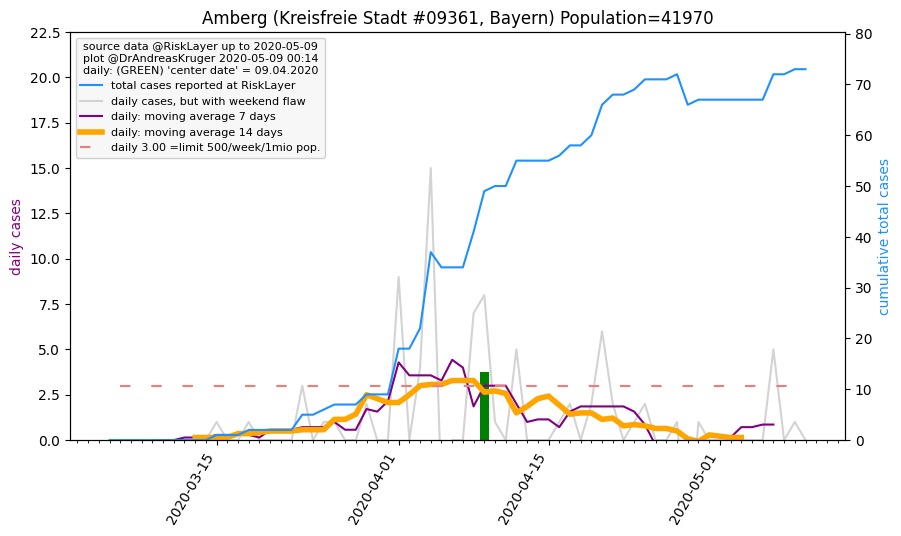 Amberg (Kreisfreie Stadt #09361, Bayern) Population=41970
source data @RiskLayer up to 2020-05-09
plot @DrAndreasKruger 2020-05-09 00:14
daily: (GREEN) 'center date' = 09.04.2020
total cases reported at RiskLayer
daily cases, but with weekend flaw
daily: moving average 7 days
daily: moving average 14 days
daily 3.00 =limit 500/week/1mio pop.
daily cases
22.5
20.0
17.5
15.0
12.5
10.0
7.5
5.0
2.5
0.0
cumulative total cases
80
70
60
50
40
30
20
10
0
2020-03-15
2020-04-01
2020-04-15
2020-05-01